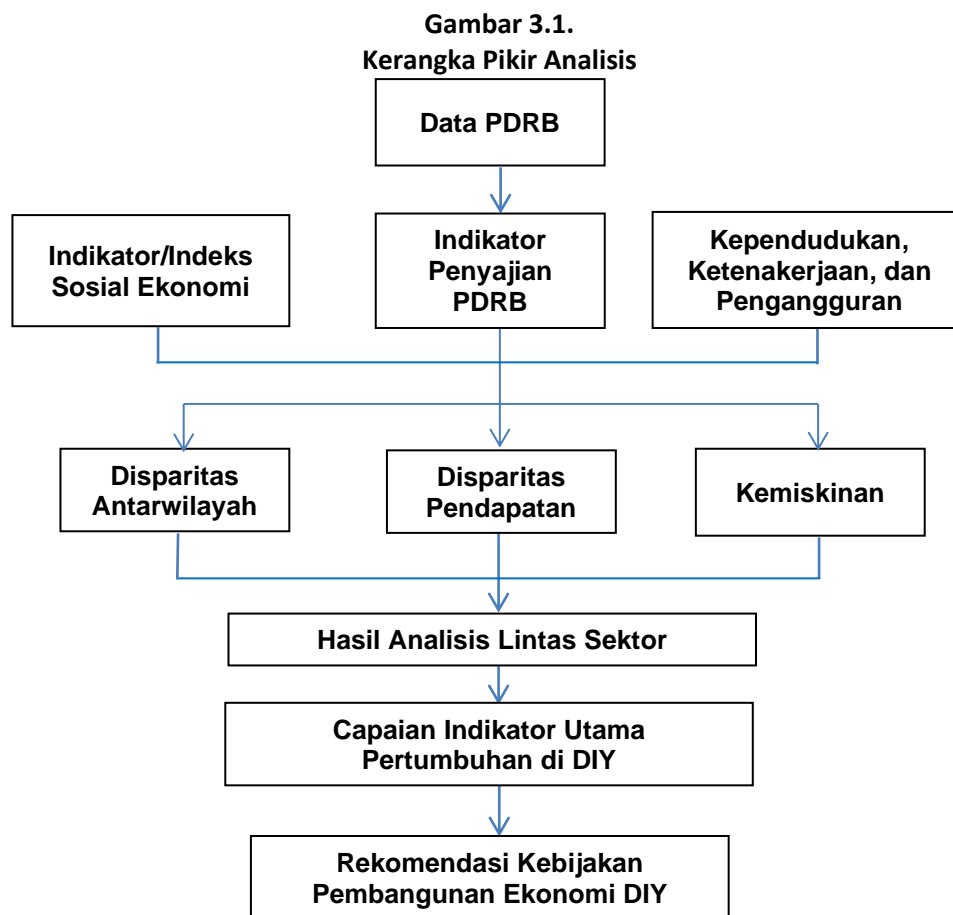 Gambar 3.1.
Kerangka Pikir Analisis
Data PDRB
Indikator/Indeks
Sosial Ekonomi
Indikator
Penyajian
PDRB
Kependudukan,
Ketenakerjaan, dan
Pengangguran
Disparitas
Antarwilayah
Disparitas
Pendapatan
Kemiskinan
Hasil Analisis Lintas Sektor
Capaian Indikator Utama
Pertumbuhan di DIY
Rekomendasi Kebijakan
Pembangunan Ekonomi DIY